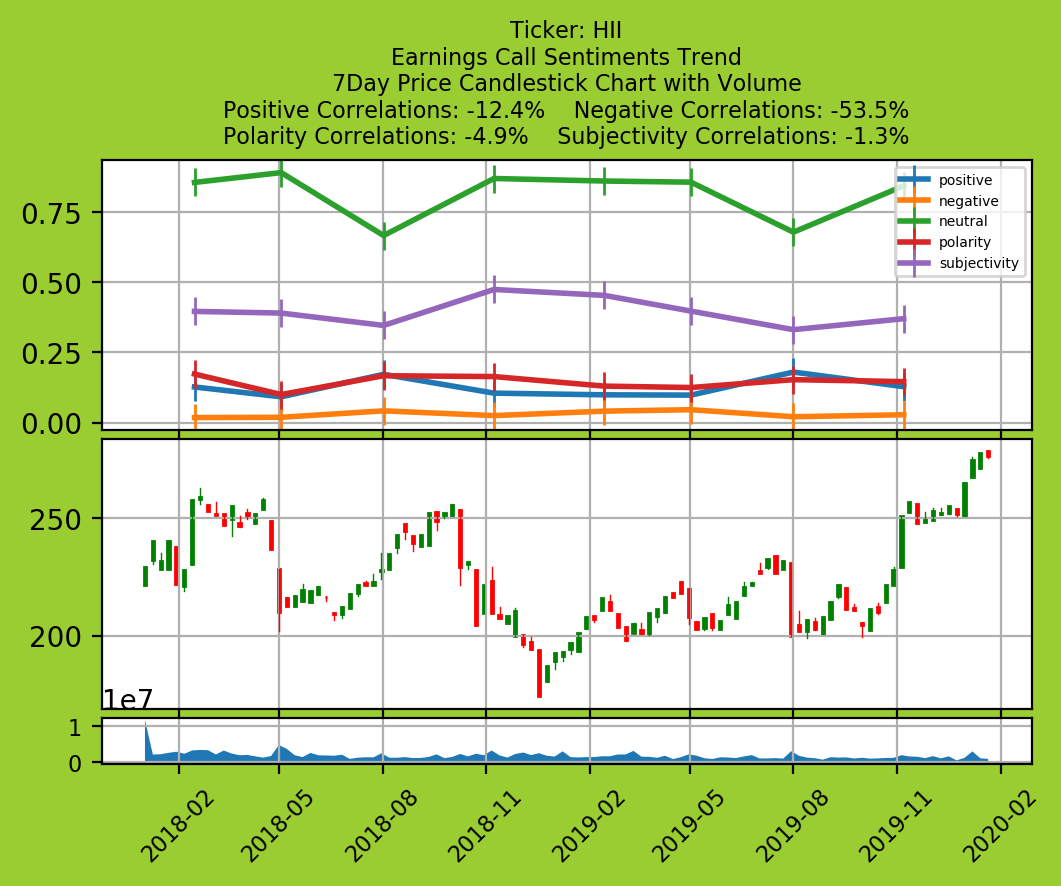 Ticker: HII
Earnings Call Sentiments Trend
7Day Price Candlestick Chart with Volume
Positive Correlations: -12.4%    Negative Correlations: -53.5%
Polarity Correlations: -4.9%    Subjectivity Correlations: -1.3%
positive
negative
neutral
polarity
subjectivity
0.75
0.50
0.25
0.00
250
200
1e7
1
0
2018-02
2018-05
2018-08
2018-11
2019-02
2019-05
2019-08
2019-11
2020-02